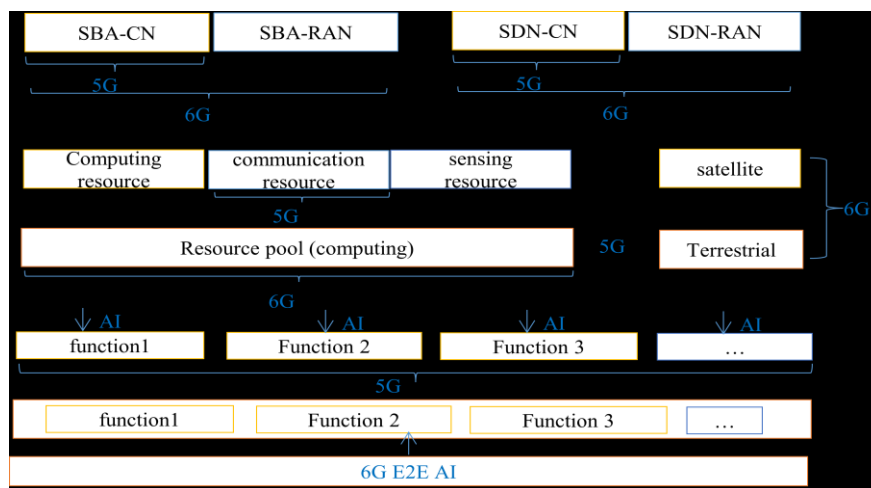 SBA-CN SBA-RAN SDN-CN SDN-RAN
5G 5G
6G 6G
Computing resource communication resource sensing resource satellite
5G 6G
Resource pool (computing) 5G Terrestrial
6G
AI AI AI AI
function1 Function 2 Function 3 …
5G
function1 Function 2 Function 3 …
6G E2E AI